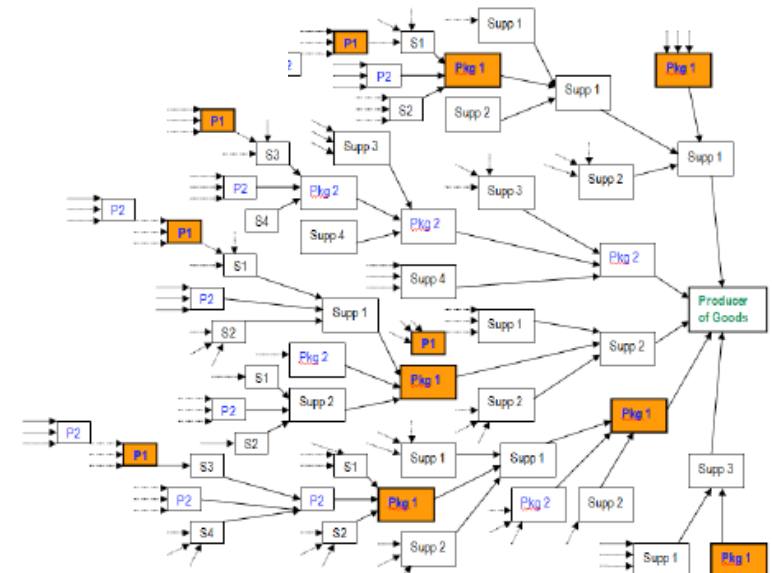 Supp 1
P1
S1
2
P2
Pkg 1
Pkg 1
Supp 1
S2
Supp 2
P1
Supp 3
S3
Supp 1
Supp 2
P2
Pkg 2
Supp 3
P2
S4
Pkg 2
P1
Supp 4
Pkg 2
S1
Supp 4
P2
Supp 1
Producer
of Goods
S2
Supp 1
P1
Supp 2
Pkg 2
S1
Pkg 1
Supp 2
P2
Supp 2
Pkg 1
P2
S2
P1
S3
S1
Supp 1
Supp 1
Supp 3
P2
P2
Pkg 1
Pkg 2
Supp 2
S4
S2
Supp 2
Supp 1
Pkg 1